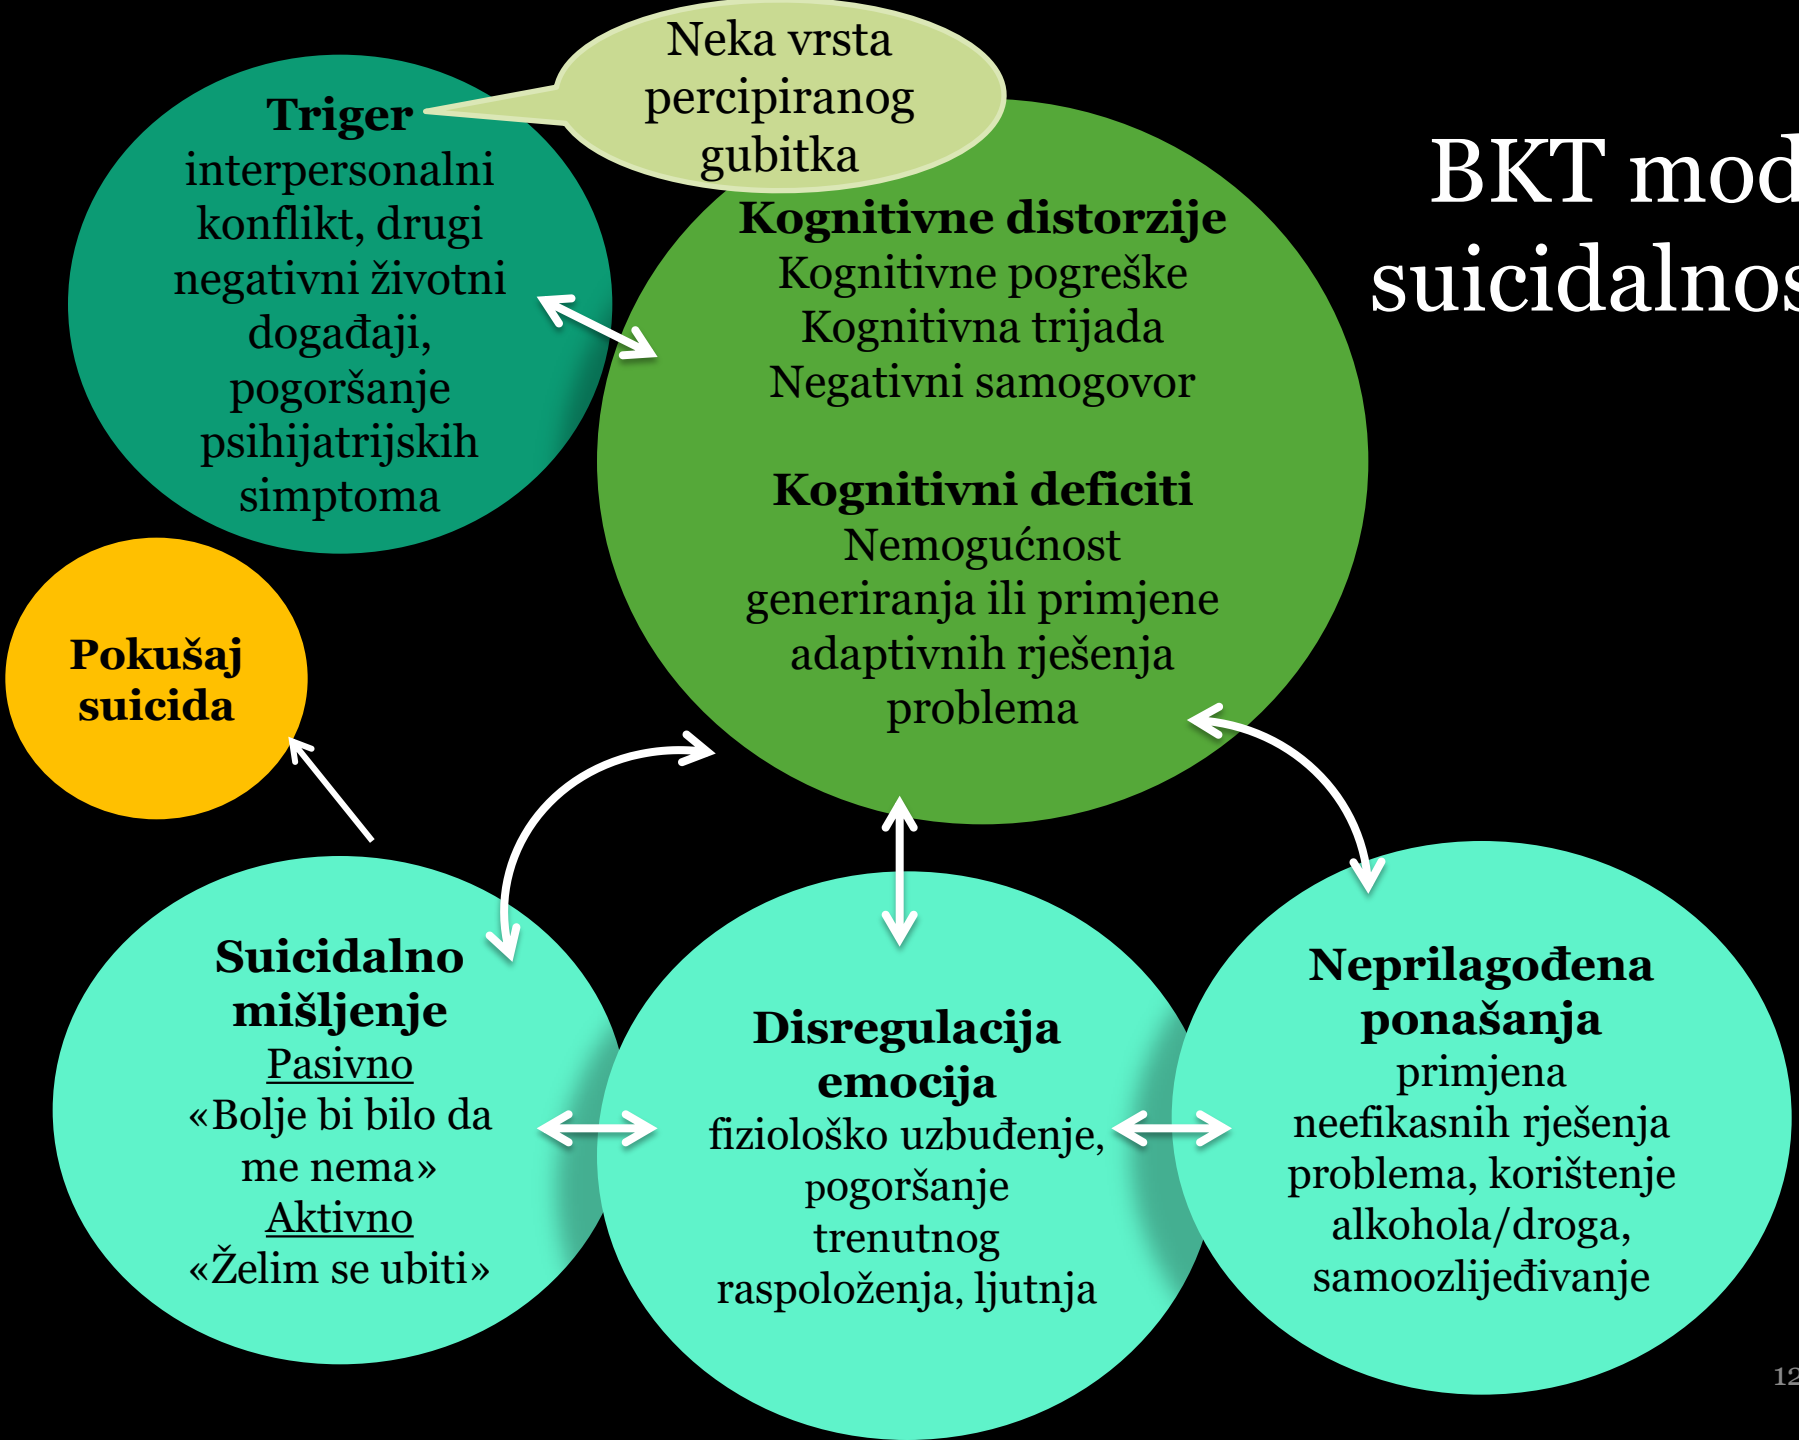 Neka vrsta
percipiranog
gubitka
BKT mod
suicidalnos
Triger
interpersonalni
konflikt, drugi
negativni životni
događaji,
pogoršanje
psihijatrijskih
simptoma
Kognitivne distorzije
Kognitivne pogreške
Kognitivna trijada
Negativni samogovor
Kognitivni deficiti
Nemogućnost
generiranja ili primjene
adaptivnih rješenja
problema
Pokušaj
suicida
Suicidalno
mišljenje
Pasivno
«Bolje bi bilo da
me nema»
Aktivno
«Želim se ubiti»
Disregulacija
emocija
fiziološko uzbuđenje,
pogoršanje
trenutnog
raspoloženja, ljutnja
Neprilagođena
ponašanja
primjena
neefikasnih rješenja
problema, korištenje
alkohola/droga,
samoozlijeđivanje
12